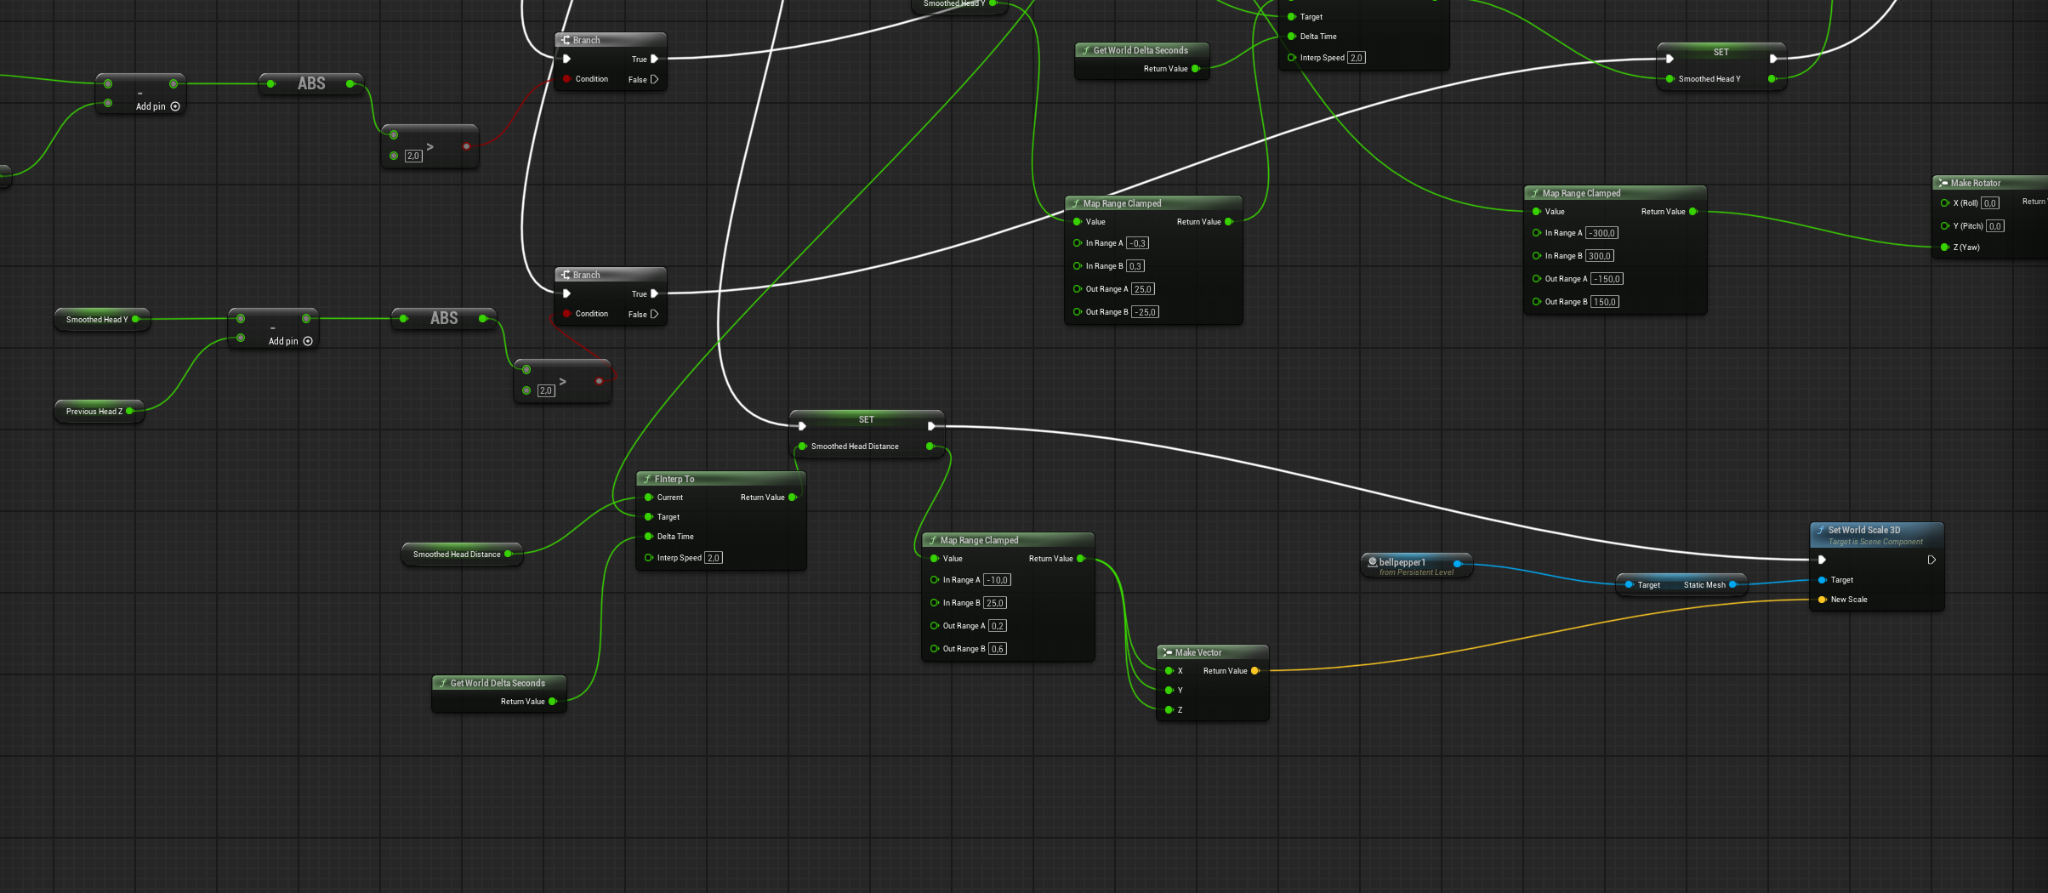 Smoothed Head Y
Target
Delta Time
Interp Speed 2,0
Get World Delta Seconds
Return Value
Branch
True
Condition
False
SET
Smoothed Head Y
-
Add pin
ABS
2,0
>
Map Range Clamped
Value
Return Value
In Range A -0,3
In Range B 0,3
Out Range A 25,0
Out Range B -25,0
Map Range Clamped
Value
Return Value
In Range A -300,0
In Range B 300,0
Out Range A -150,0
Out Range B 150,0
Make Rotator
X (Roll) 0,0
Return
Y (Pitch) 0,0
Z (Yaw)
Branch
True
Condition
False
Smoothed Head Y
-
Add pin
ABS
2,0
>
Previous Head Z
SET
Smoothed Head Distance
FInterp To
Current
Return Value
Target
Delta Time
Interp Speed 2,0
Smoothed Head Distance
Get World Delta Seconds
Return Value
Map Range Clamped
Value
Return Value
In Range A -10,0
In Range B 25,0
Out Range A 0,2
Out Range B 0,6
Make Vector
X
Return Value
Y
Z
bellpepper1
from Persistent Level
Target
Static Mesh
Set World Scale 3D
Target is Scene Component
Target
New Scale